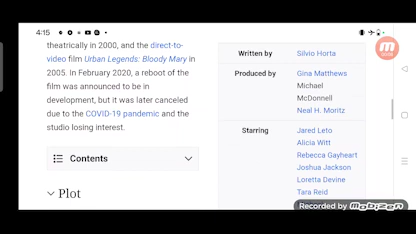 4:15
theatrically in 2000, and the direct-to-
video film Urban Legends: Bloody Mary in
2005. In February 2020, a reboot of the
film was announced to be in
development, but it was later canceled
due to the COVID-19 pandemic and the
studio losing interest.
Contents
Plot
Written by Silvio Horta
Produced by Gina Matthews
Michael
McDonnell
Neal H. Moritz
Starring Jared Leto
Alicia Witt
Rebecca Gayheart
Joshua Jackson
Loretta Devine
Tara Reid
Recorded by Mobizen